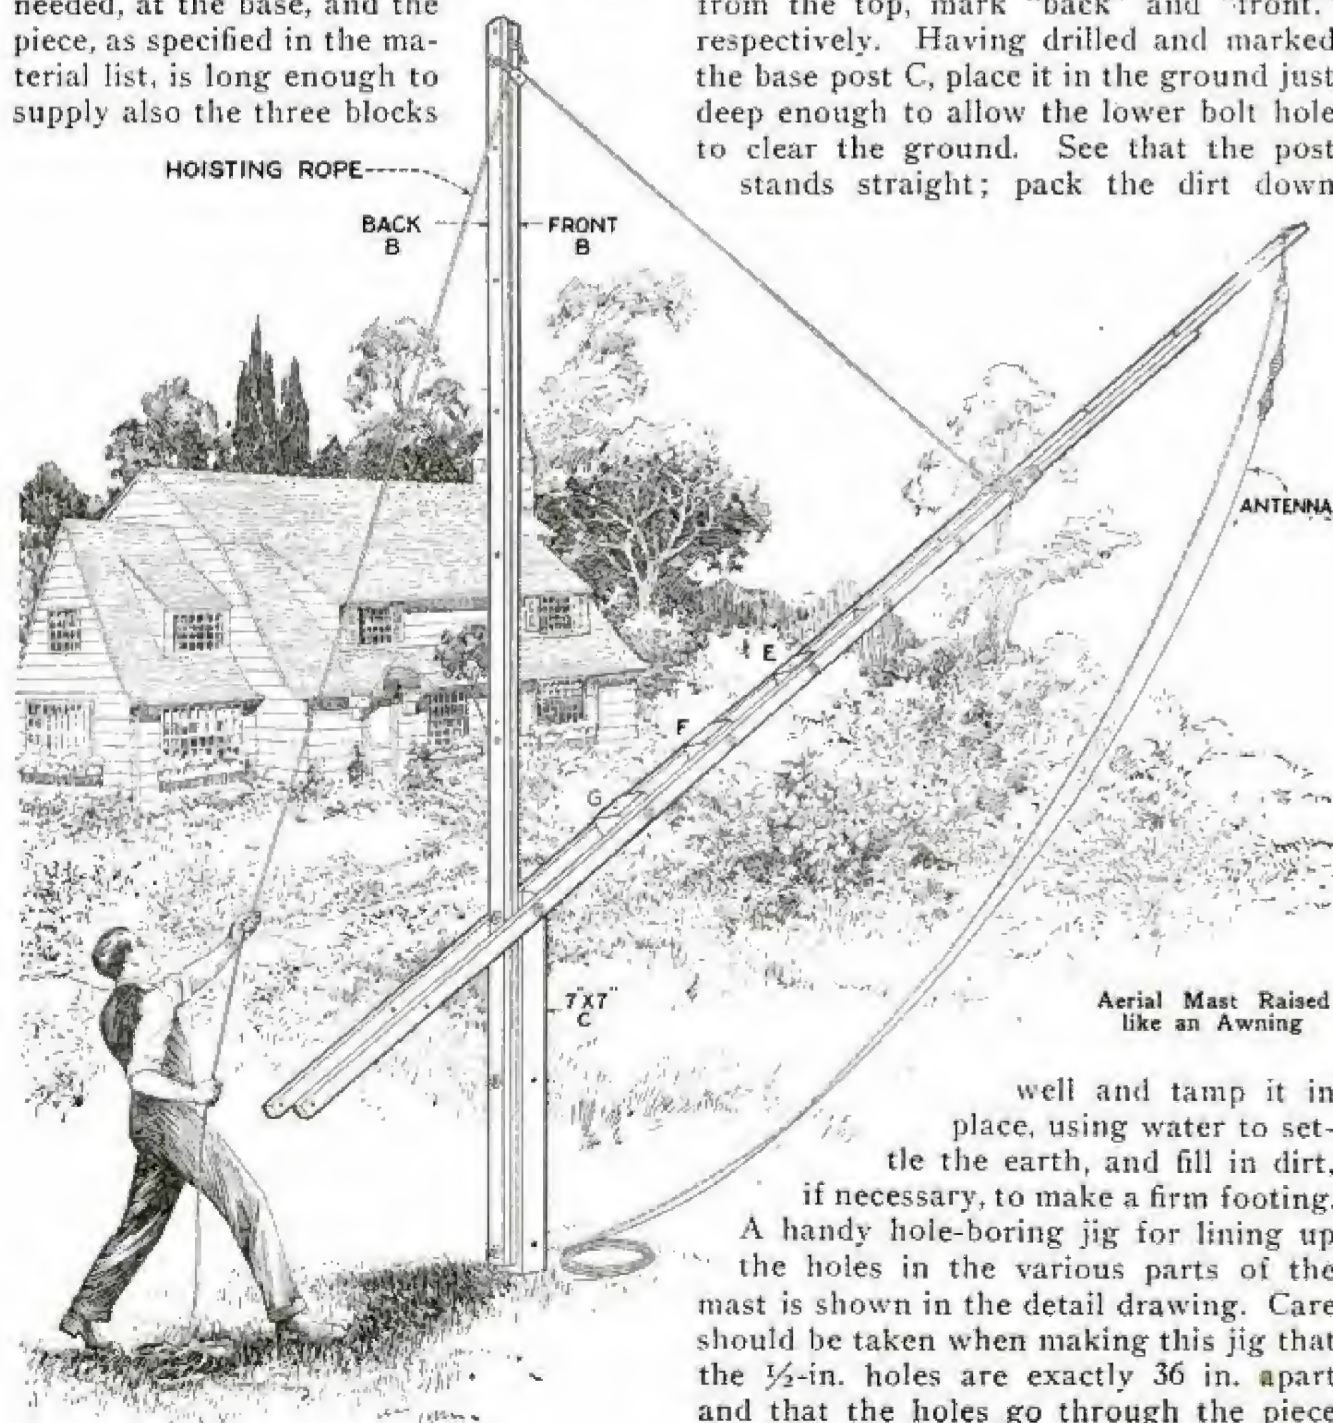 needed, at the base, and the
piece, as specified in the ma-
terial list, is long enough to
supply also the three blocks
from the top, mark "back" and "front."
respectively. Having drilled and marked
the base post C, place it in the ground just
deep enough to allow the lower bolt hole
to clear the ground. See that the post
stands straight; pack the dirt down
HOISTING ROPE
BACK
B
FRONT
B
ANTENNA
E
F
G
7"X7"
C
Aerial Mast Raised
like an Awning
well and tamp it in
place, using water to set-
tle the earth, and fill in dirt,
if necessary, to make a firm footing.
A handy hole-boring jig for lining up
the holes in the various parts of the
mast is shown in the detail drawing. Care
should be taken when making this jig that
the ½-in. holes are exactly 36 in. apart
and that the holes go through the piece